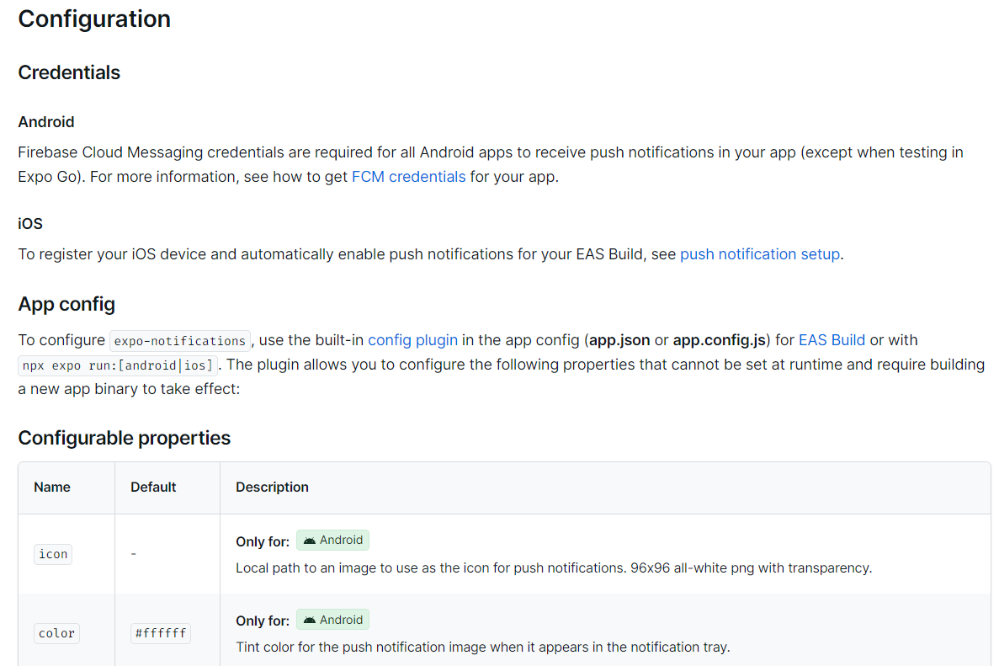 Configuration
Credentials
Android
Firebase Cloud Messaging credentials are required for all Android apps to receive push notifications in your app (except when testing in
Expo Go). For more information, see how to get FCM credentials for your app.
iOS
To register your iOS device and automatically enable push notifications for your EAS Build, see push notification setup.
App config
To configure expo-notifications, use the built-in config plugin in the app config (app.json or app.config.js) for EAS Build or with
npx expo run:[android|ios]. The plugin allows you to configure the following properties that cannot be set at runtime and require building
a new app binary to take effect:
Configurable properties
Name Default Description
icon - Only for: Android
Local path to an image to use as the icon for push notifications. 96x96 all-white png with transparency.
color #ffffff Only for: Android
Tint color for the push notification image when it appears in the notification tray.